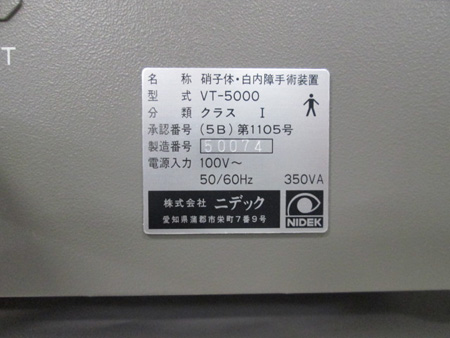 T
名称 硝子体・白内障手術装置
型式 VT-5000
分類 クラス I
承認番号 (5B)第1105号
製造番号 50074
電源入力 100V～
50/60Hz 350VA
株式会社 ニデック
愛知県蒲郡市栄町7番9号
NIDEK